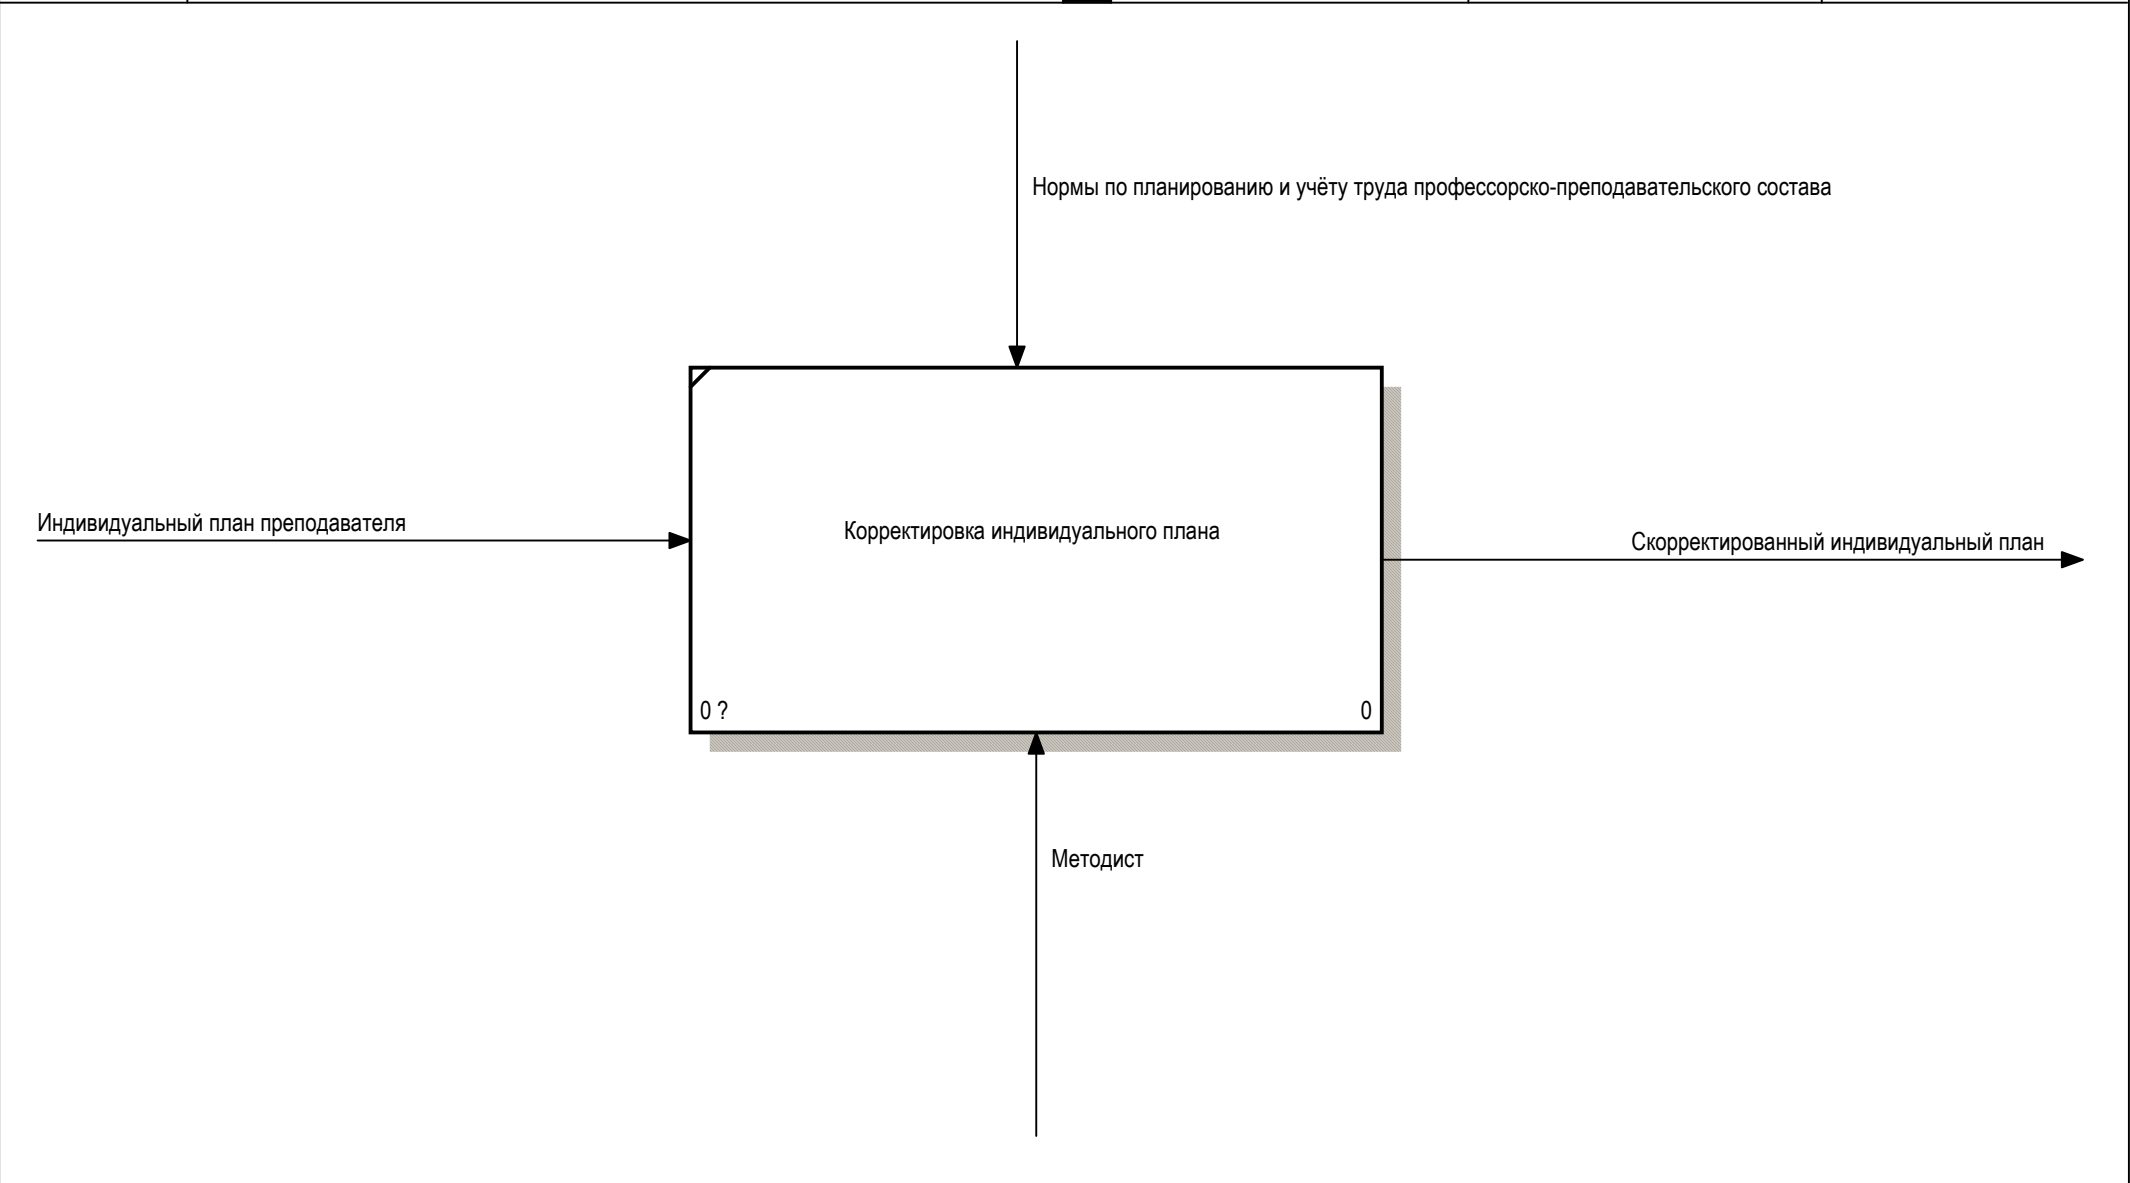 Нормы по планированию и учёту труда профессорско-преподавательского состава
Индивидуальный план преподавателя
Корректировка индивидуального плана
Скорректированный индивидуальный план
0 ?
0
Методист